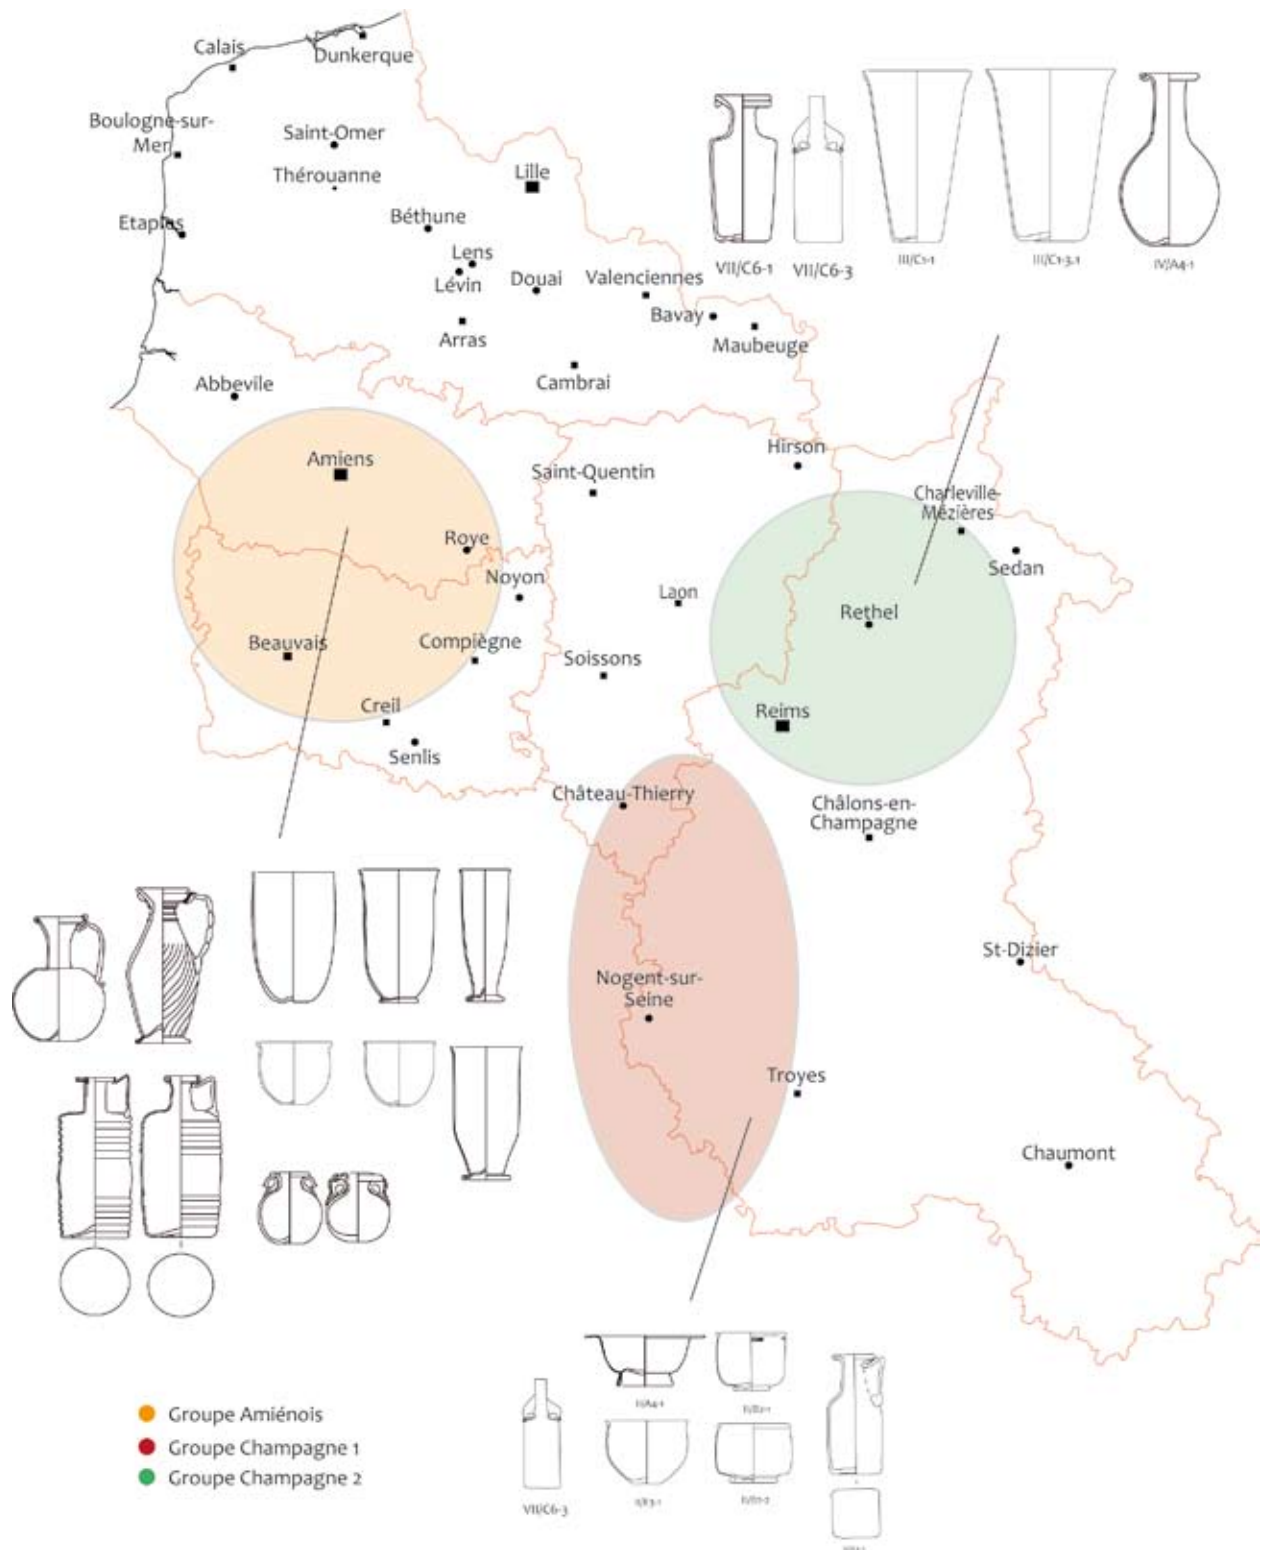 Calais
Dunkerque
Boulogne-sur-
Mer
Saint-Omer
Thérouanne
Lille
Etaples
Béthune
Lens
Lévin
Douai
Valenciennes
Bavay
Arras
Maubeuge
Cambrai
Abbevile
VII/C6-1
VII/C6-3
III/C1-1
III/C1-3.1
IV/A4-1
Amiens
Saint-Quentin
Hirson
Charleville-
Mézières
Roye
Noyon
Sedan
Laon
Rethel
Beauvais
Compiègne
Soissons
Creil
Reims
Senlis
Château-Thierry
Châlons-en-
Champagne
St-Dizier
Nogent-sur-
Seine
Troyes
Chaumont
II/A4-1
VII/C6-3
Groupe Amiénois
Groupe Champagne 1
Groupe Champagne 2